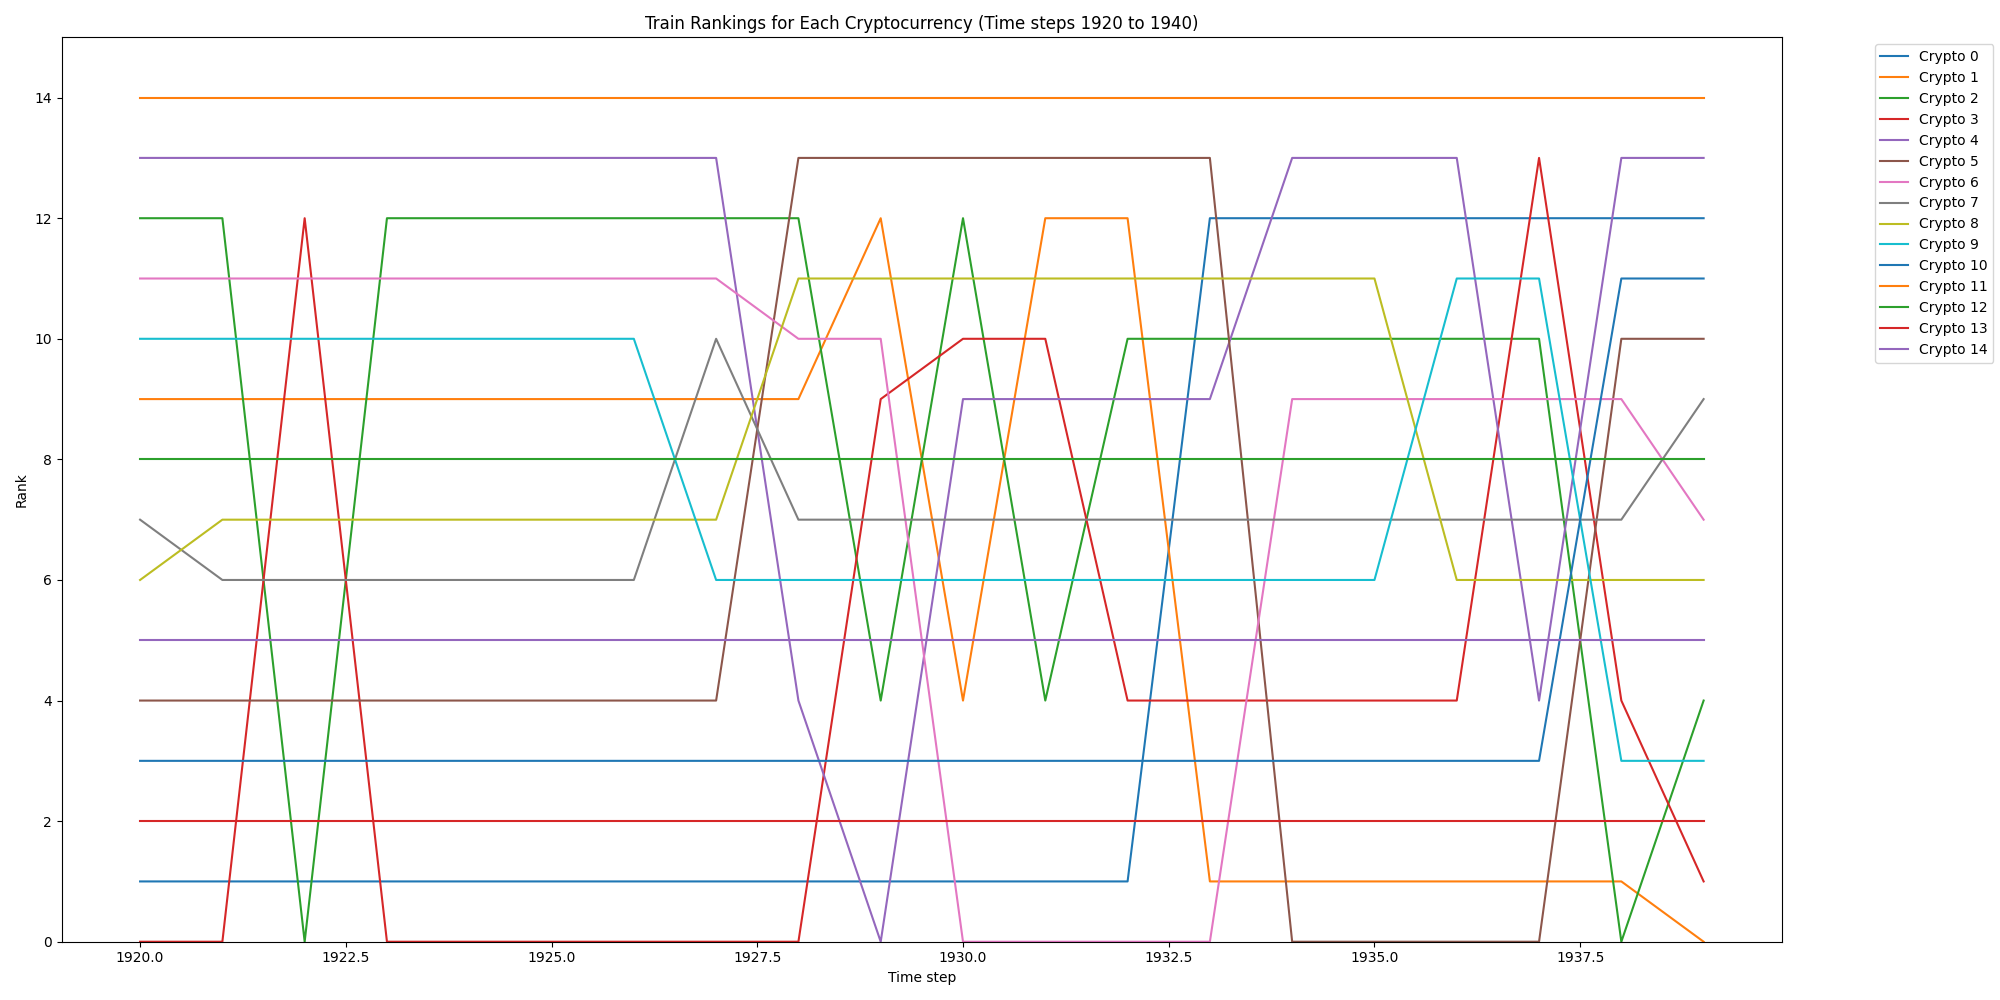 Train Rankings for Each Cryptocurrency (Time steps 1920 to 1940)
Rank
14
12
10
8
6
4
2
0
1920.0
1922.5
1925.0
1927.5
1930.0
1932.5
1935.0
1937.5
Time step
Crypto 0
Crypto 1
Crypto 2
Crypto 3
Crypto 4
Crypto 5
Crypto 6
Crypto 7
Crypto 8
Crypto 9
Crypto 10
Crypto 11
Crypto 12
Crypto 13
Crypto 14